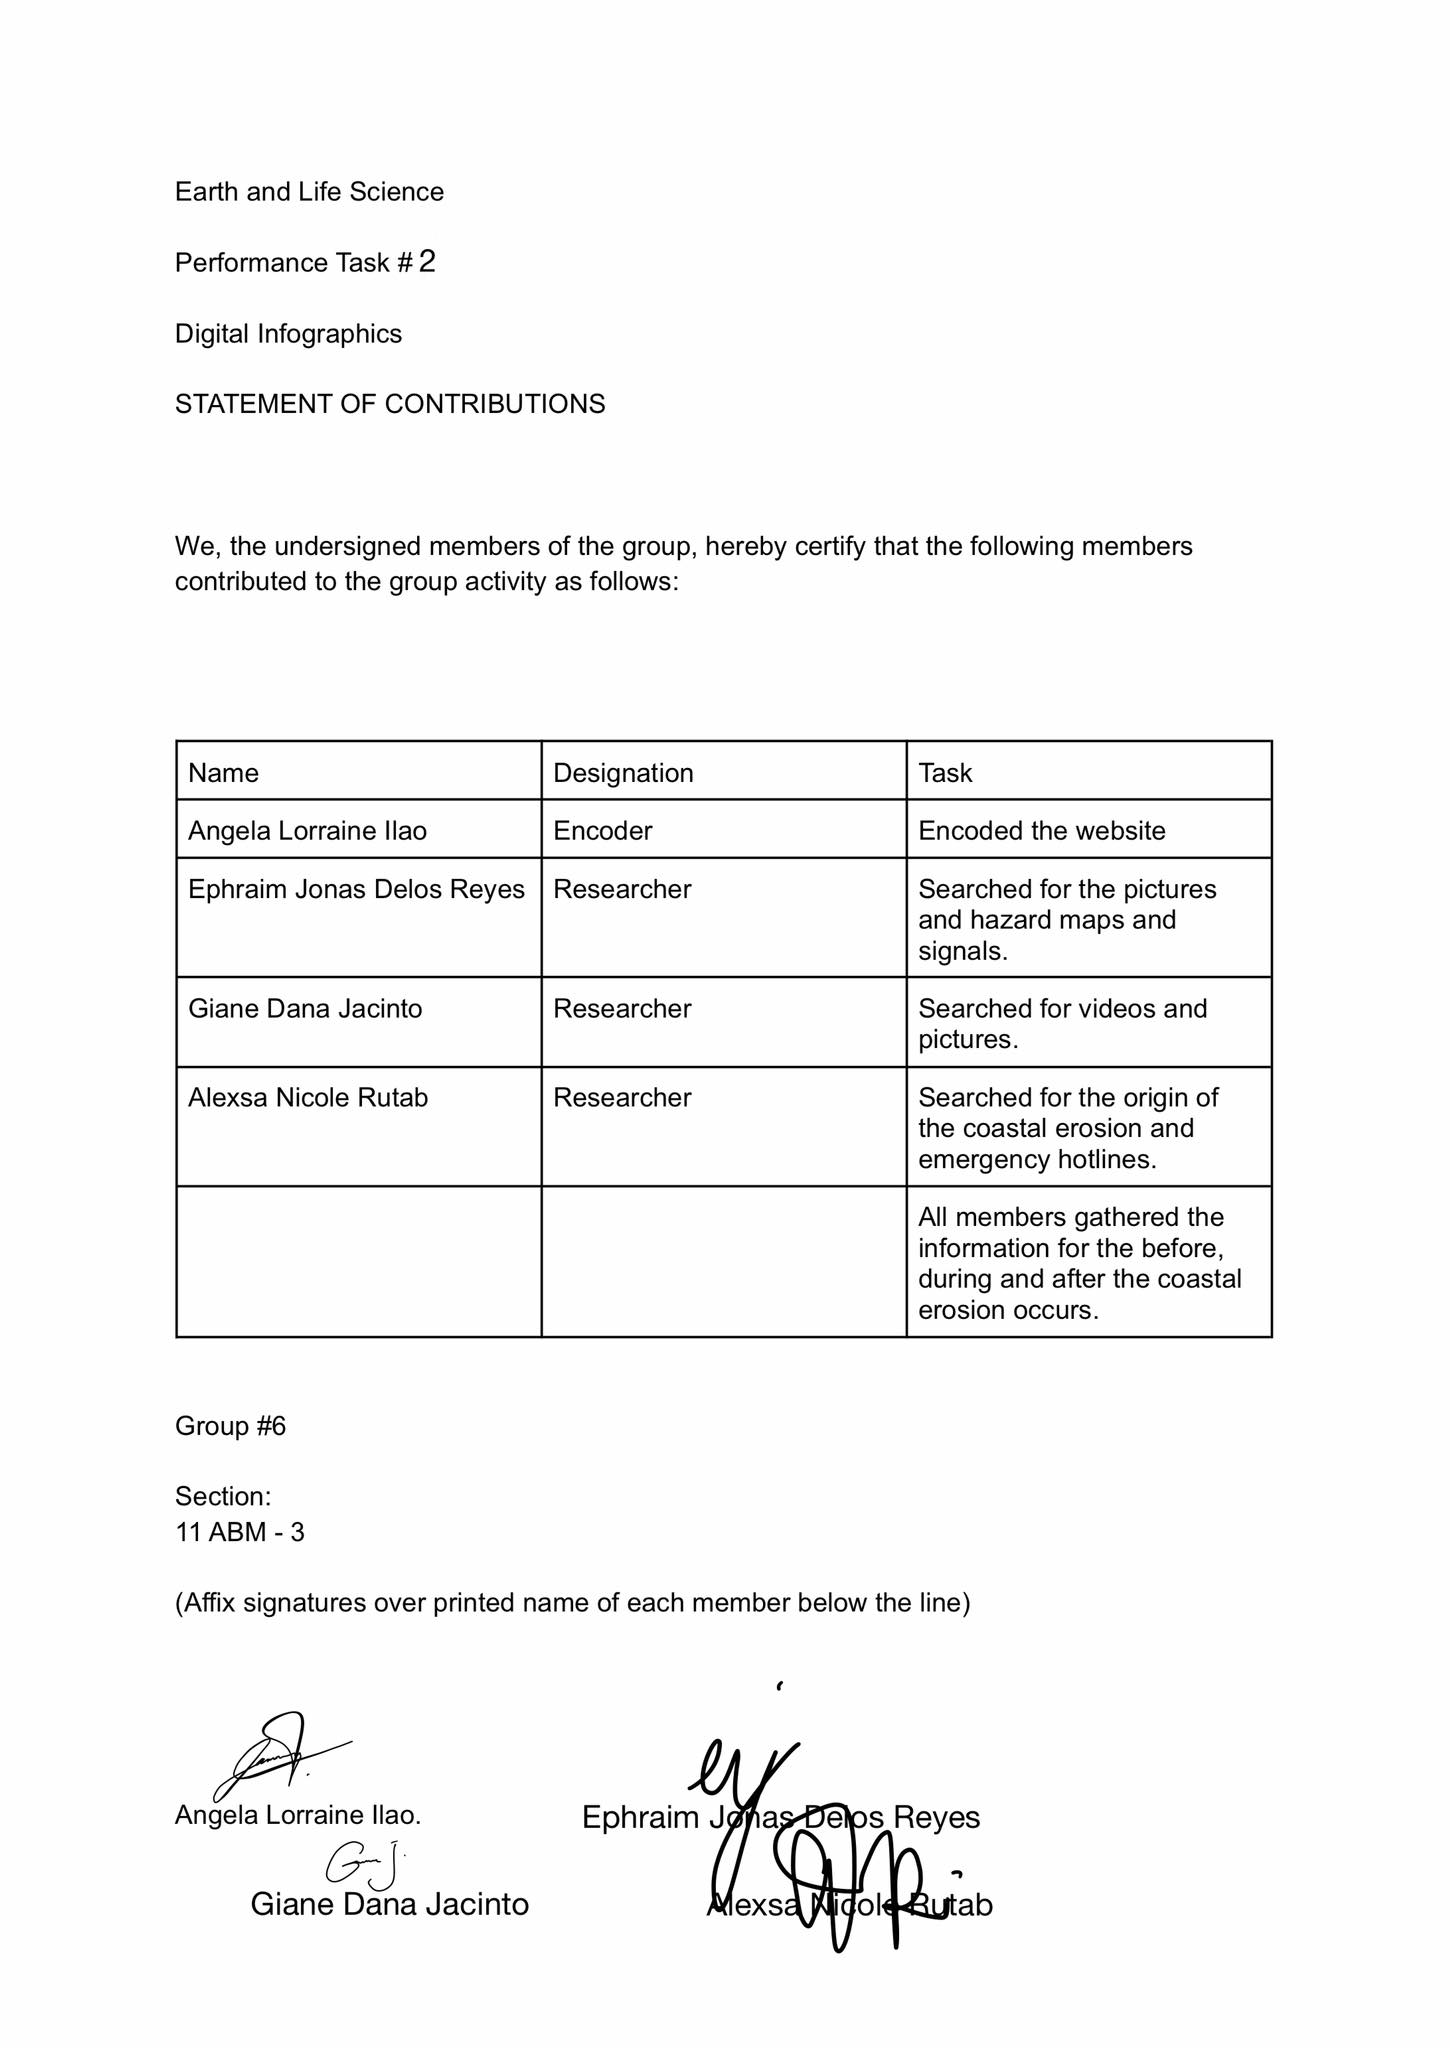 Earth and Life Science
Performance Task # 2
Digital Infographics
STATEMENT OF CONTRIBUTIONS
We, the undersigned members of the group, hereby certify that the following members
contributed to the group activity as follows:
Name Designation Task
Angela Lorraine Ilao Encoder Encoded the website
Ephraim Jonas Delos Reyes Researcher Searched for the pictures
and hazard maps and
signals.
Giane Dana Jacinto Researcher Searched for videos and
pictures.
Alexsa Nicole Rutab Researcher Searched for the origin of
the coastal erosion and
emergency hotlines.
All members gathered the
information for the before,
during and after the coastal
erosion occurs.
Group #6
Section:
11 ABM - 3
(Affix signatures over printed name of each member below the line)
Angela Lorraine Ilao. Ephraim Jonas Delos Reyes
Giane Dana Jacinto Alexsa Nicole Rutab